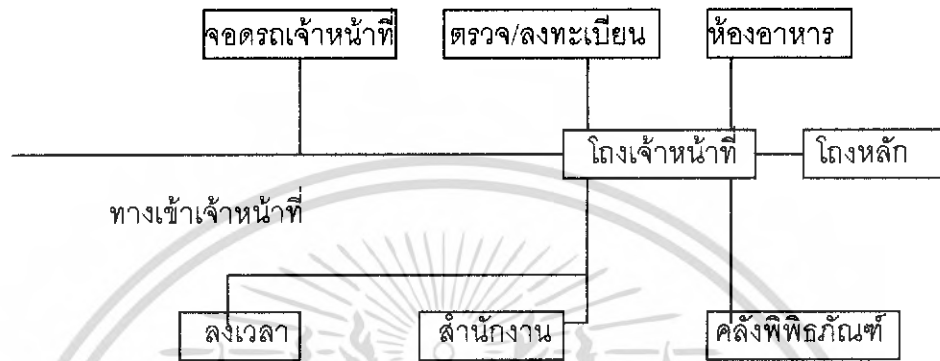 จอดรถเจ้าหน้าที่ ตรวจ/ลงทะเบียน ห้องอาหาร
โถงเจ้าหน้าที่ โถงหลัก
ทางเข้าเจ้าหน้าที่
ลงเวลา สำนักงาน คลังพิพิธภัณฑ์